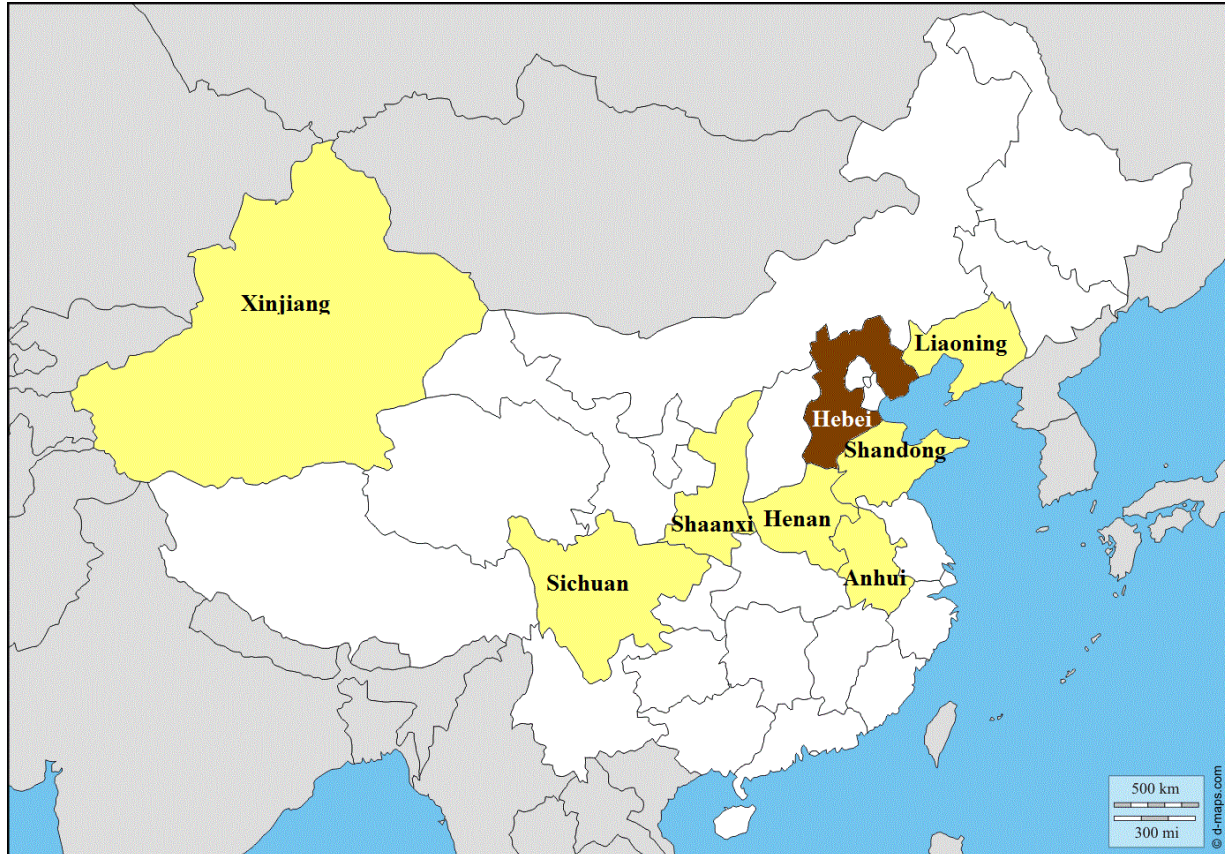 Xinjiang
Liaoning
Hebei
Shandong
Shaanxi
Henan
Sichuan
Anhui
500 km
300 mi
© d-maps.com